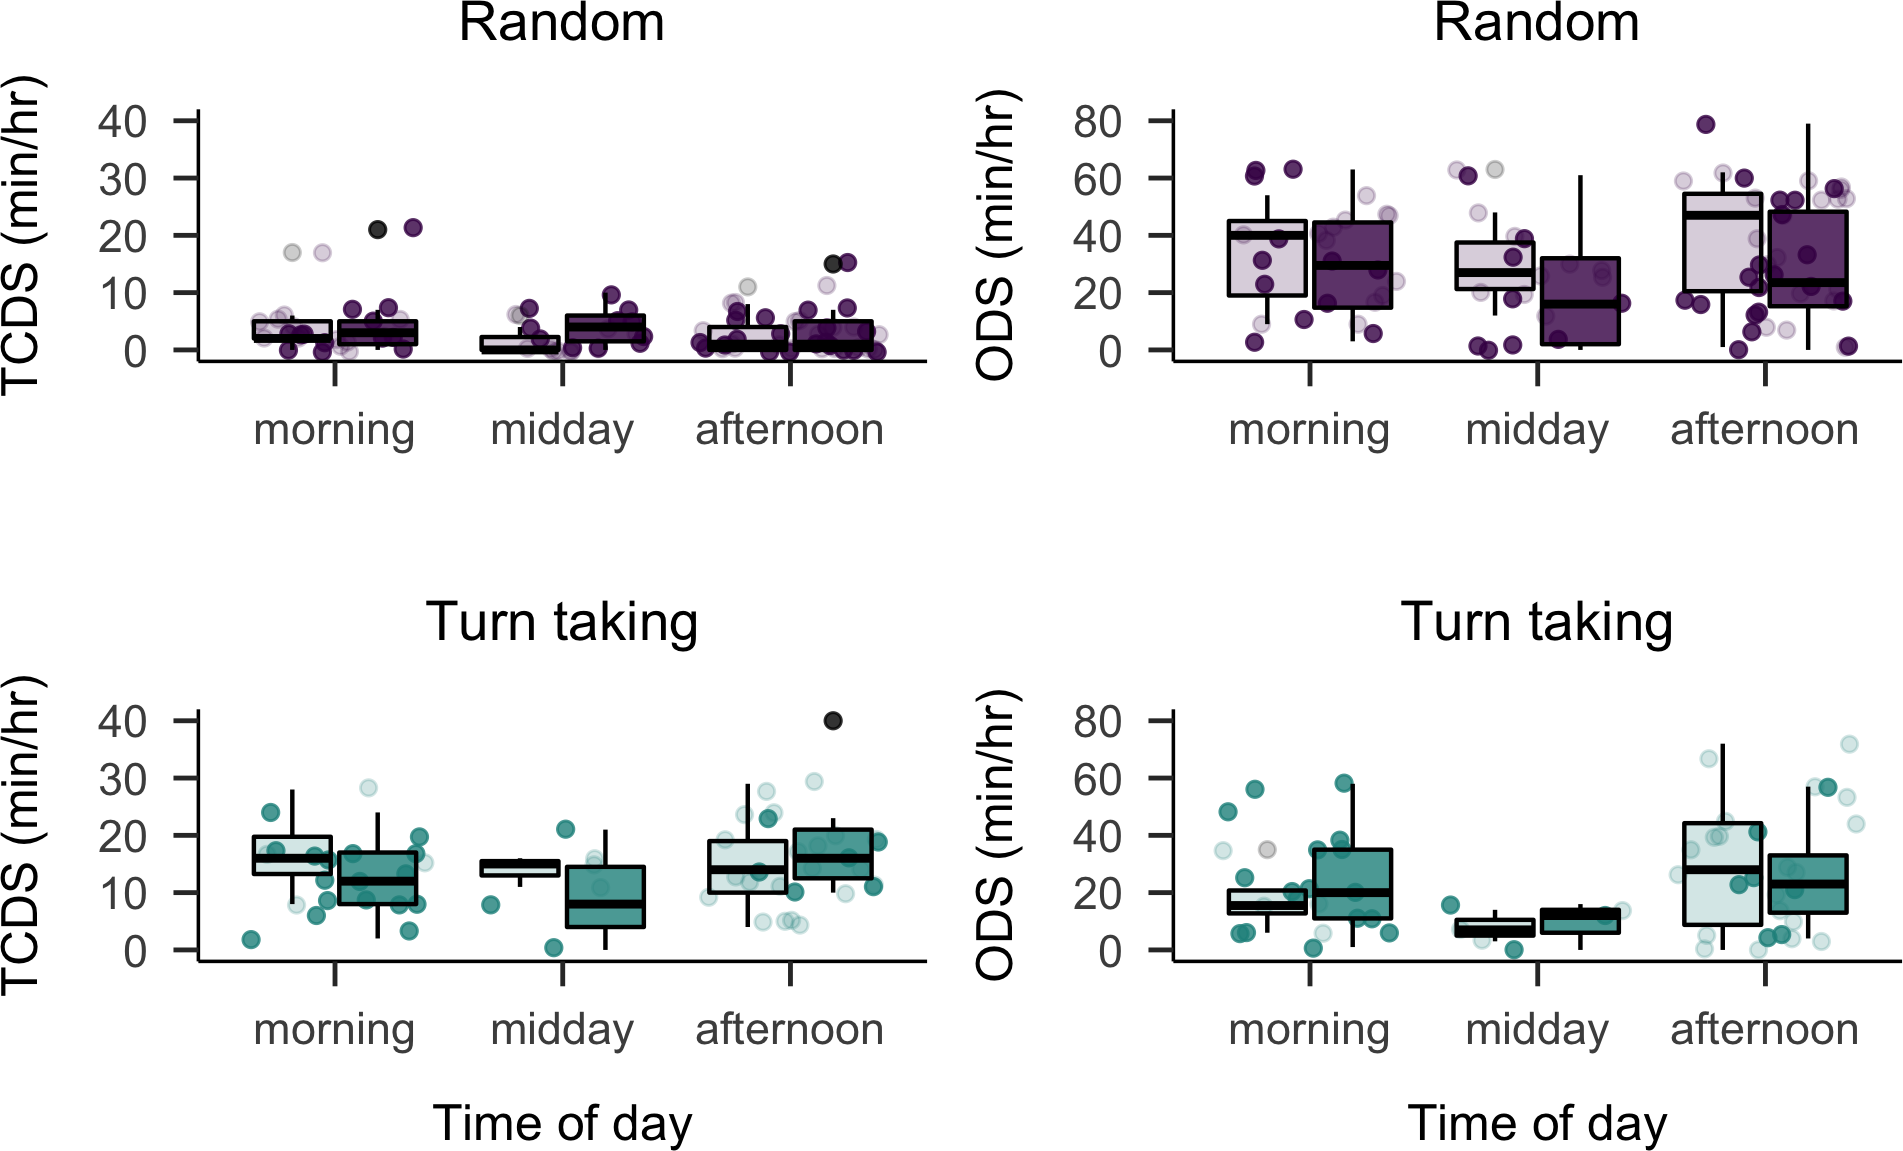 Random
TCDS (min/hr)
40
30
20
10
0
morning midday afternoon
Random
ODS (min/hr)
80
60
40
20
0
morning midday afternoon
Turn taking
TCDS (min/hr)
40
30
20
10
0
morning midday afternoon
Time of day
Turn taking
ODS (min/hr)
80
60
40
20
0
morning midday afternoon
Time of day